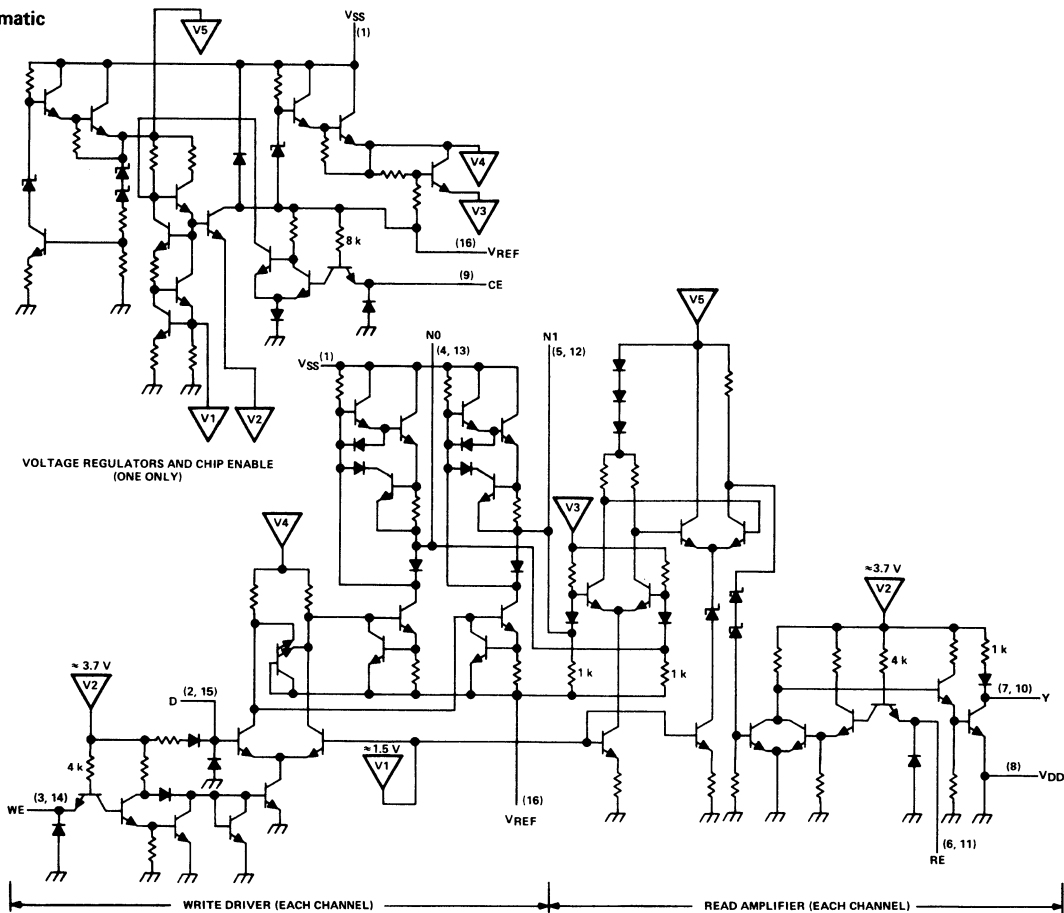 matic
V5
VSS
(1)
V4
V3
8 k
(16) VREF
(9) CE
V1
V2
VOLTAGE REGULATORS AND CHIP ENABLE
(ONE ONLY)
VSS (1)
N0
(4, 13)
N1
(5, 12)
V5
V4
V3
≈3.7 V
V2
1 k
1 k
4 k
1 k
(7, 10)
Y
(8)
VDD
≈ 3.7 V
V2
D (2, 15)
≈1.5 V
V1
4 k
WE (3, 14)
(16)
VREF
(6, 11)
RE
WRITE DRIVER (EACH CHANNEL)
READ AMPLIFIER (EACH CHANNEL)